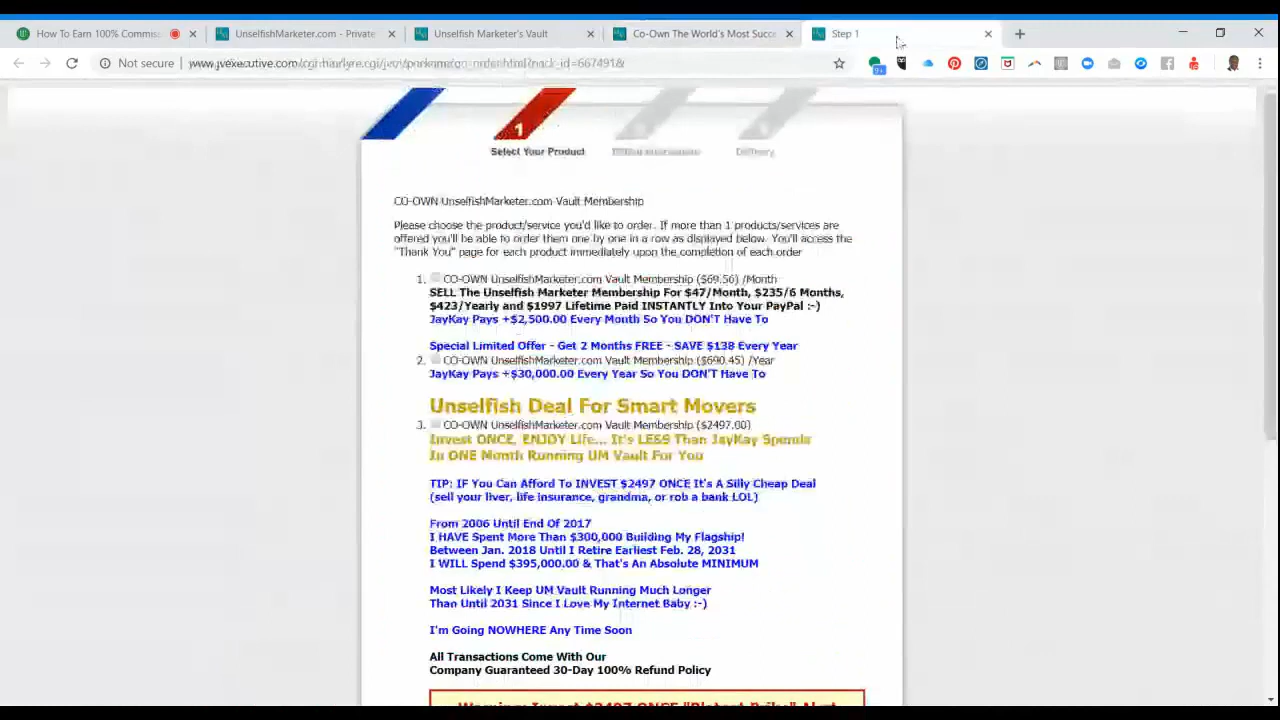 How To Earn 100% Commis
UnselfishMarketer.com - Private
Unselfish Marketer's Vault
Co-Own The World's Most Succe
Step 1
Not secure
9+
1
Select Your Product
Delivery
CO-OWN UnselfishMarketer.com Vault Membership
Please choose the product/service you'd like to order. If more than 1 products/services are
offered you'll be able to order them one by one in a row as displayed below. You'll access the
"Thank You" page for each product immediately upon the completion of each order
1. CO-OWN UnselfishMarketer.com Vault Membership ($69.56) /Month
SELL The Unselfish Marketer Membership For $47/Month, $235/6 Months,
$423/Yearly and $1997 Lifetime Paid INSTANTLY Into Your PayPal :-)
JayKay Pays +$2,500.00 Every Month So You DON'T Have To
Special Limited Offer - Get 2 Months FREE - SAVE $138 Every Year
2. CO-OWN UnselfishMarketer.com Vault Membership ($690.45) /Year
JayKay Pays +$30,000.00 Every Year So You DON'T Have To
Unselfish Deal For Smart Movers
3. CO-OWN UnselfishMarketer.com Vault Membership ($2497.00)
Invest ONCE, ENJOY Life... It's LESS Than JayKay Spends
In ONE Month Running UM Vault For You
TIP: IF You Can Afford To INVEST $2497 ONCE It's A Silly Cheap Deal
(sell your liver, life insurance, grandma, or rob a bank LOL)
From 2006 Until End Of 2017
I HAVE Spent More Than $300,000 Building My Flagship!
Between Jan. 2018 Until I Retire Earliest Feb. 28, 2031
I WILL Spend $395,000.00 & That's An Absolute MINIMUM
Most Likely I Keep UM Vault Running Much Longer
Than Until 2031 Since I Love My Internet Baby :-)
I'm Going NOWHERE Any Time Soon
All Transactions Come With Our
Company Guaranteed 30-Day 100% Refund Policy
Invest $2497 ONCE